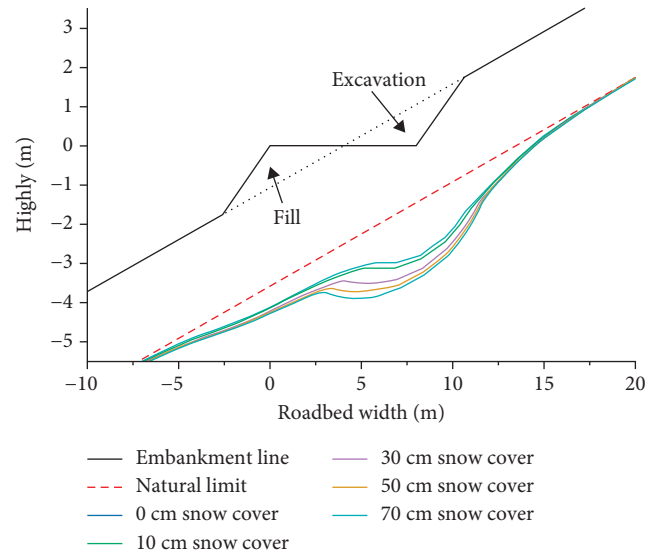 3
2
Excavation
1
0
Highly (m)
−1
−2
Fill
−3
−4
−5
−10 −5 0 5 10 15 20
Roadbed width (m)
Embankment line 30 cm snow cover
Natural limit 50 cm snow cover
0 cm snow cover 70 cm snow cover
10 cm snow cover